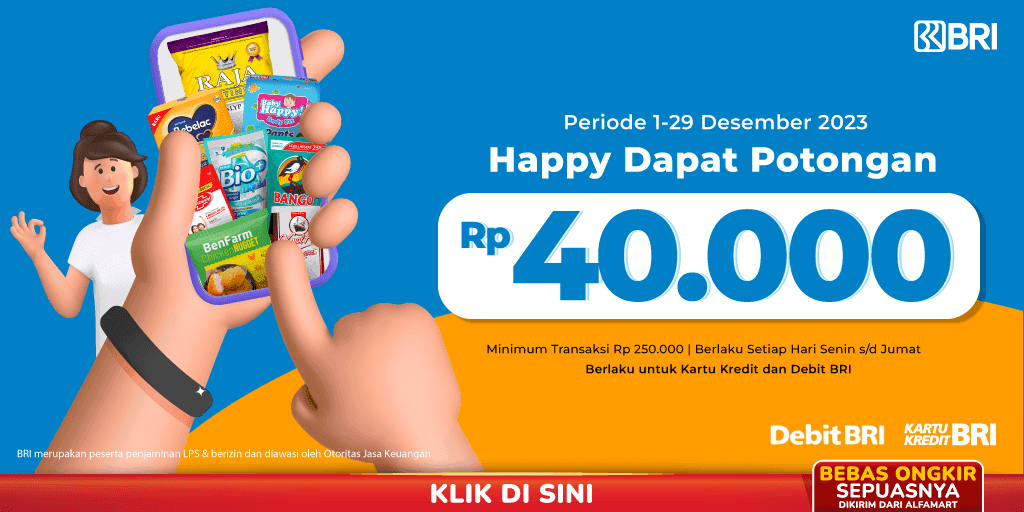 BRI
Periode 1-29 Desember 2023
Happy Dapat Potongan
Rp 40.000
Minimum Transaksi Rp 250.000 | Berlaku Setiap Hari Senin s/d Jumat
Berlaku untuk Kartu Kredit dan Debit BRI
Debit BRI
KARTU KREDIT BRI
RAJA
Bebelac
Baby Happy
Pants
Bio
BANGO
BenFarm
Chicken NUGGET
BRI merupakan peserta penjaminan LPS & berizin dan diawasi oleh Otoritas Jasa Keuangan
KLIK DI SINI
BEBAS ONGKIR
SEPUASNYA
DIKIRIM DARI ALFAMART